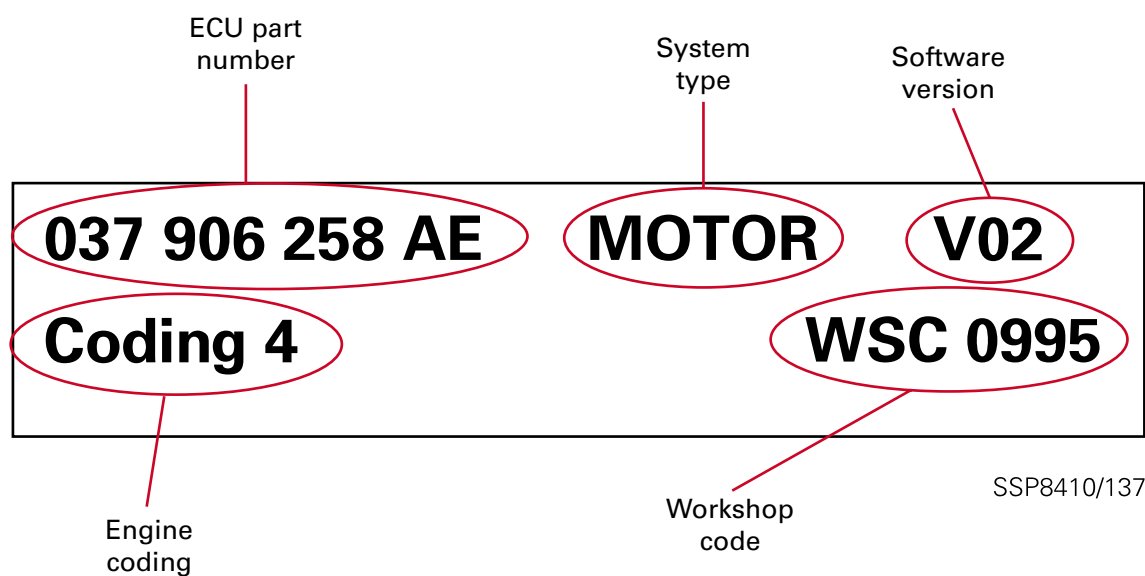 ECU part
number
System
type
Software
version
037 906 258 AE MOTOR V02
Coding 4 WSC 0995
SSP8410/137
Engine
coding
Workshop
code